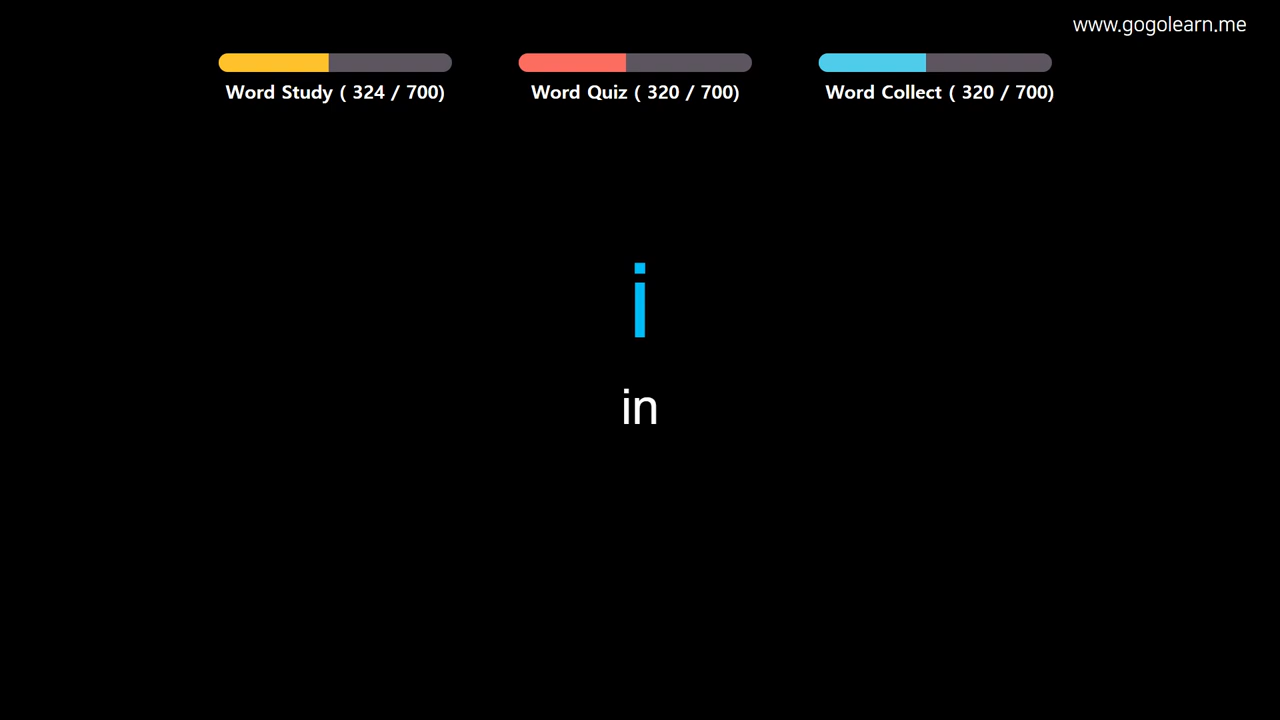 www.gogolearn.me
Word Study ( 324 / 700)
Word Quiz ( 320 / 700)
Word Collect ( 320 / 700)
i
in